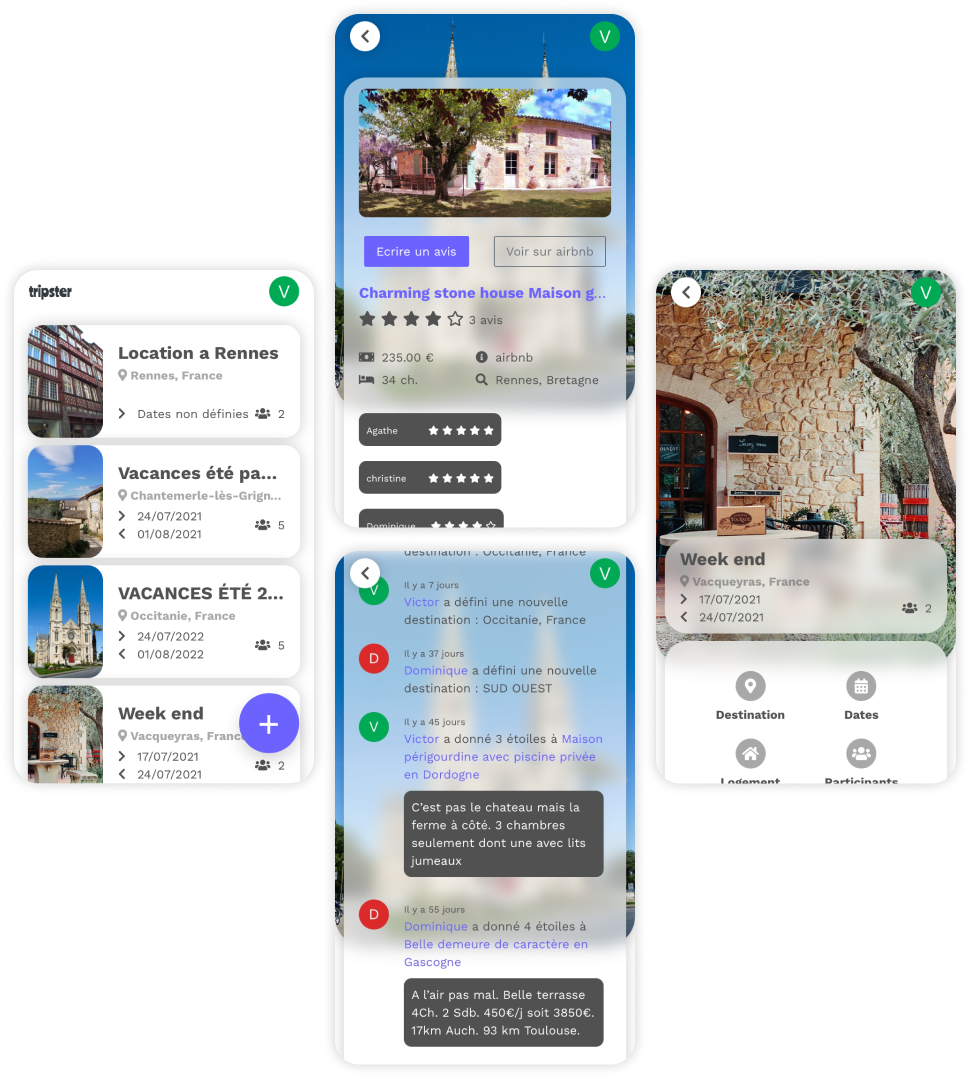 tripster
V
Location a Rennes
Rennes, France
Dates non définies
2
Vacances été pa...
Chantemerle-lès-Grign...
24/07/2021
01/08/2021
5
VACANCES ÉTÉ 2...
Occitanie, France
24/07/2022
01/08/2022
5
Week end
Vacqueyras, Franc
17/07/2021
24/07/2021
2
+
V
Ecrire un avis
Voir sur airbnb
Charming stone house Maison g...
3 avis
235.00 €
airbnb
34 ch.
Rennes, Bretagne
Agathe
christine
Dominique
destination : Occitanie, France
V
Il y a 7 jours
V
Victor a défini une nouvelle
destination : Occitanie, France
D
Il y a 37 jours
Dominique a défini une nouvelle
destination : SUD OUEST
V
Il y a 45 jours
Victor a donné 3 étoiles à Maison
périgourdine avec piscine privée
en Dordogne
C'est pas le chateau mais la
ferme à côté. 3 chambres
seulement dont une avec lits
jumeaux
D
Il y a 55 jours
Dominique a donné 4 étoiles à
Belle demeure de caractère en
Gascogne
A l'air pas mal. Belle terrasse
4Ch. 2 Sdb. 450€/j soit 3850€.
17km Auch. 93 km Toulouse.
V
Week end
Vacqueyras, France
17/07/2021
24/07/2021
2
Destination
Dates
Logement
Participants